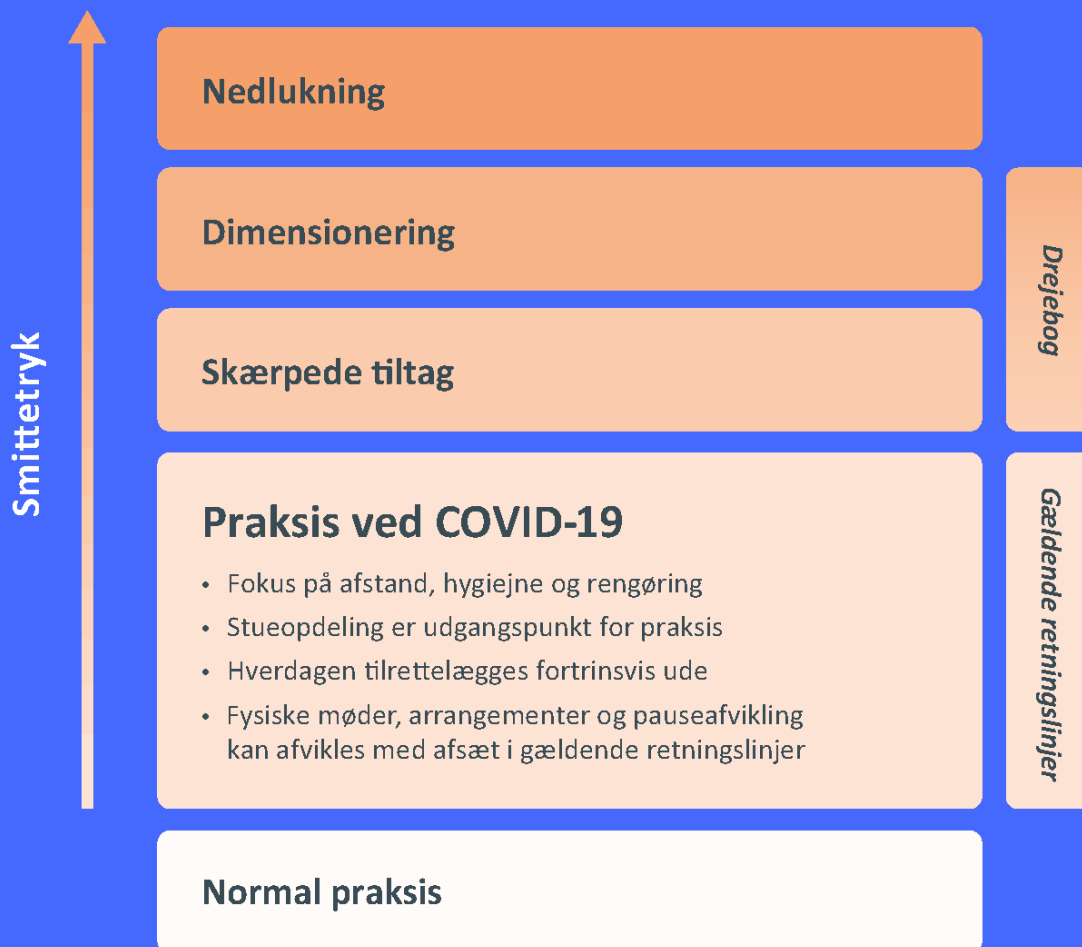 Smittetryk
Nedlukning
Dimensionering
Skærpede tiltag
Drejebog
Praksis ved COVID-19
• Fokus på afstand, hygiejne og rengøring
• Stueopdeling er udgangspunkt for praksis
• Hverdagen tilrettelægges fortrinsvis ude
• Fysiske møder, arrangementer og pauseafvikling
kan afvikles med afsæt i gældende retningslinjer
Gældende retningslinjer
Normal praksis